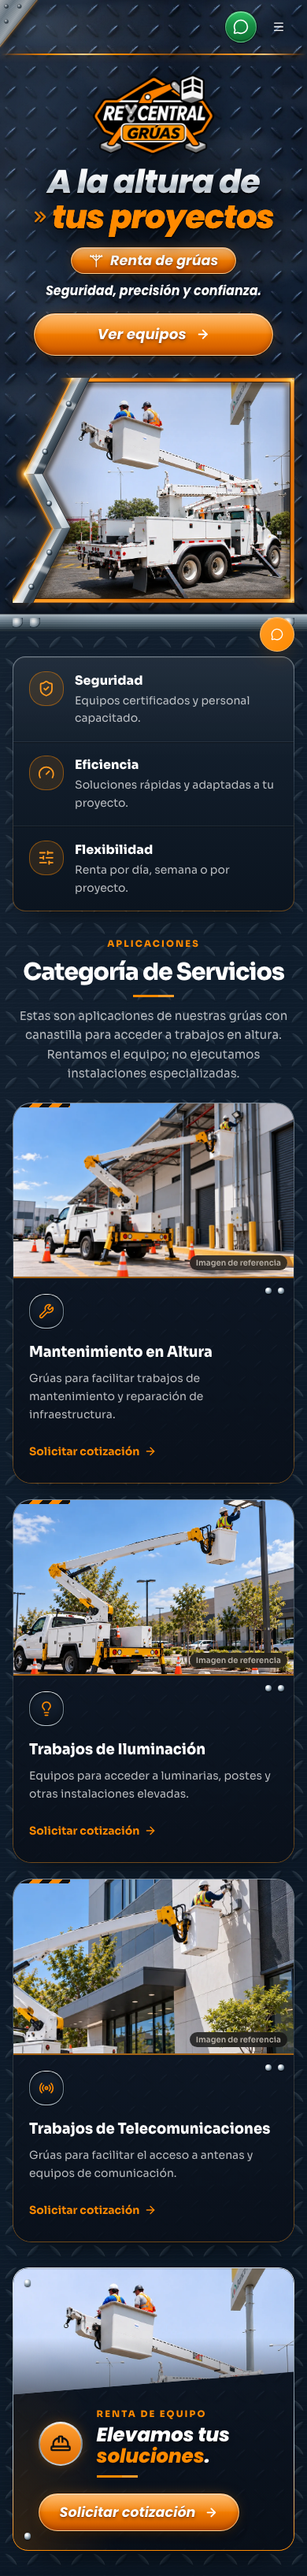 REY CENTRAL
GRÚAS
A la altura de
» tus proyectos
Renta de grúas
Seguridad, precisión y confianza.
Ver equipos →
Seguridad
Equipos certificados y personal
capacitado.
Eficiencia
Soluciones rápidas y adaptadas a tu
proyecto.
Flexibilidad
Renta por día, semana o por
proyecto.
APLICACIONES
Categoría de Servicios
Estas son aplicaciones de nuestras grúas con
canastilla para acceder a trabajos en altura.
Rentamos el equipo; no ejecutamos
instalaciones especializadas.
Imagen de referencia
Mantenimiento en Altura
Grúas para facilitar trabajos de
mantenimiento y reparación de
infraestructura.
Solicitar cotización →
Imagen de referencia
Trabajos de Iluminación
Equipos para acceder a luminarias, postes y
otras instalaciones elevadas.
Solicitar cotización →
Imagen de referencia
Trabajos de Telecomunicaciones
Grúas para facilitar el acceso a antenas y
equipos de comunicación.
Solicitar cotización →
RENTA DE EQUIPO
Elevamos tus
soluciones.
Solicitar cotización →